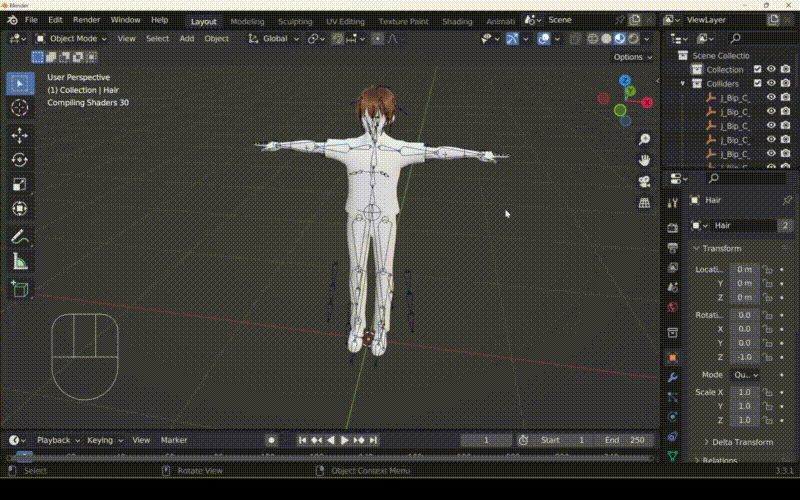 Blender
File Edit Render Window Help Layout Modeling Sculpting UV Editing Texture Paint Shading Animati Scene ViewLayer
Object Mode View Select Add Object Global
Options
User Perspective
(1) Collection | Hair
Compiling Shaders 30
Z
Y
X
Scene Collectio
Collection
Colliders
J_Bip_C_
J_Bip_C_
J_Bip_C_
J_Bip_C_
J_Bip_C_
Hair
Hair 2
Transform
Locati.. 0 m
Y 0 m
Z 0 m
Rotati.. 0.0
X 0.0
Y 0.0
Z -1.0
Mode Qu..
Scale X 1.0
Y 1.0
Z 1.0
Delta Transform
Relations
Playback Keying View Marker 1 Start 1 End 250
Select Rotate View Object Context Menu 3.3.1